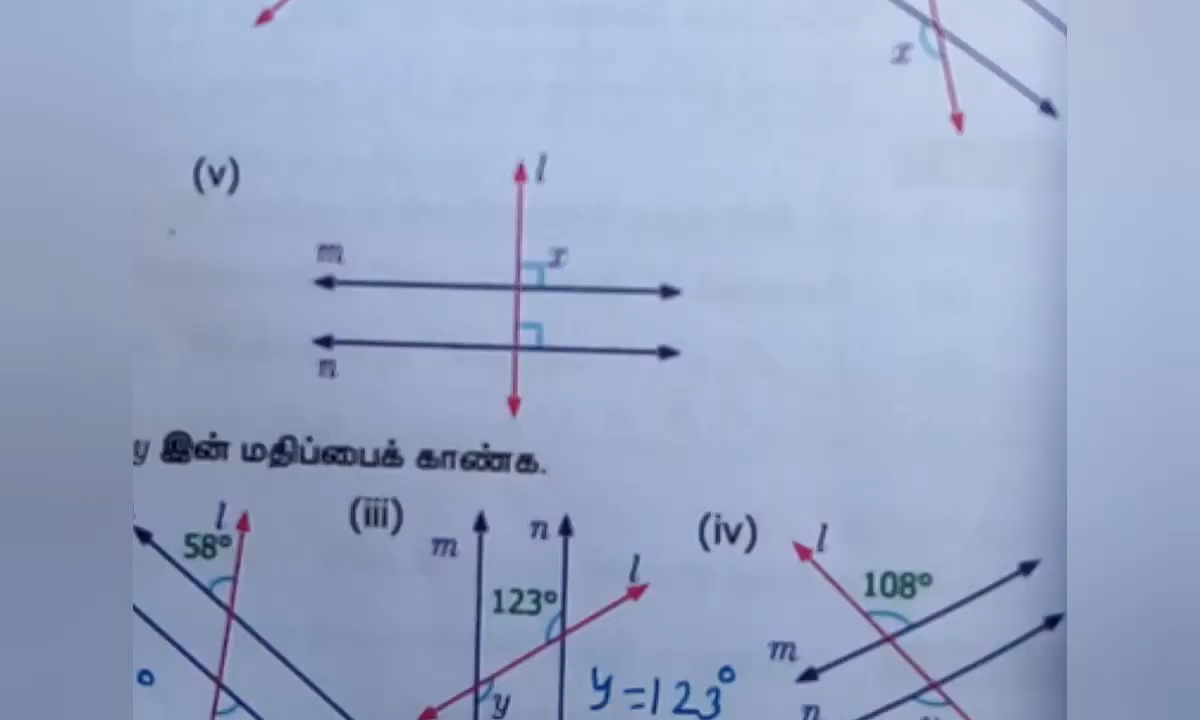 x
(v)
l
m
x
n
y இன் மதிப்பைக் காண்க.
l
58°
(iii)
m
n
l
123°
y
y = 123°
(iv)
l
108°
m
n
°